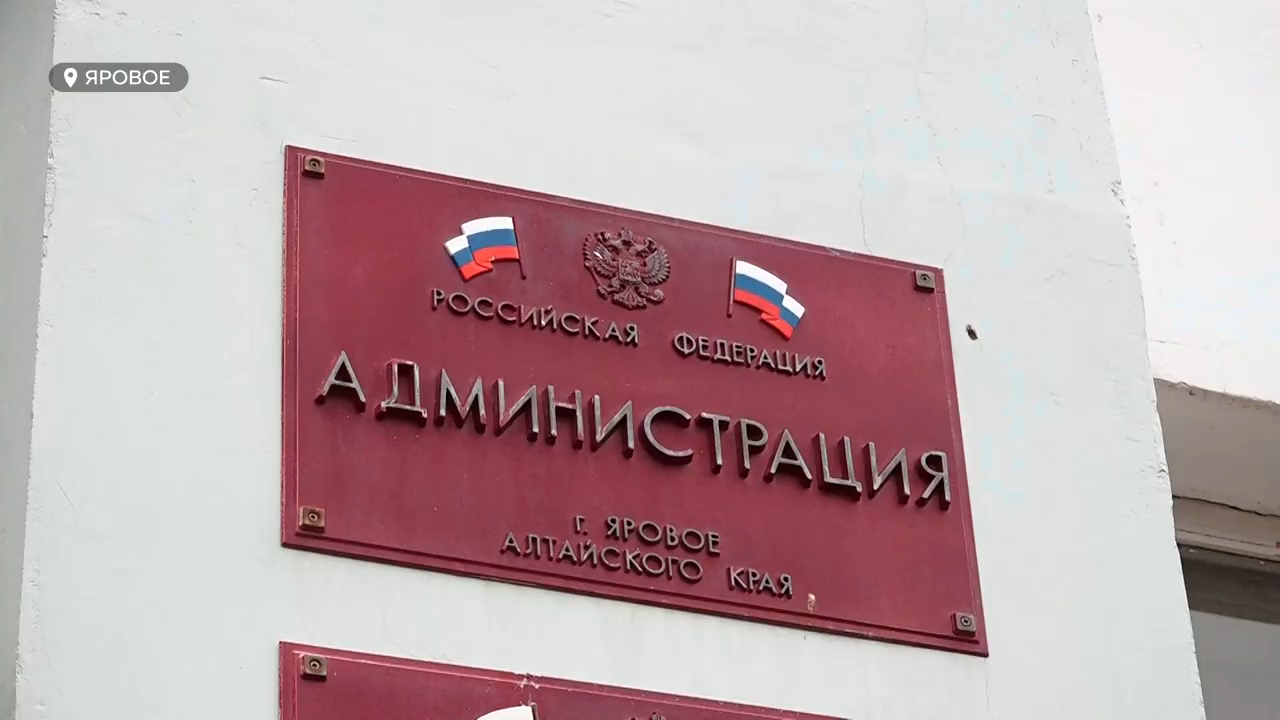 ЯРОВОЕ
РОССИЙСКАЯ ФЕДЕРАЦИЯ
АДМИНИСТРАЦИЯ
г. ЯРОВОЕ
АЛТАЙСКОГО КРАЯ